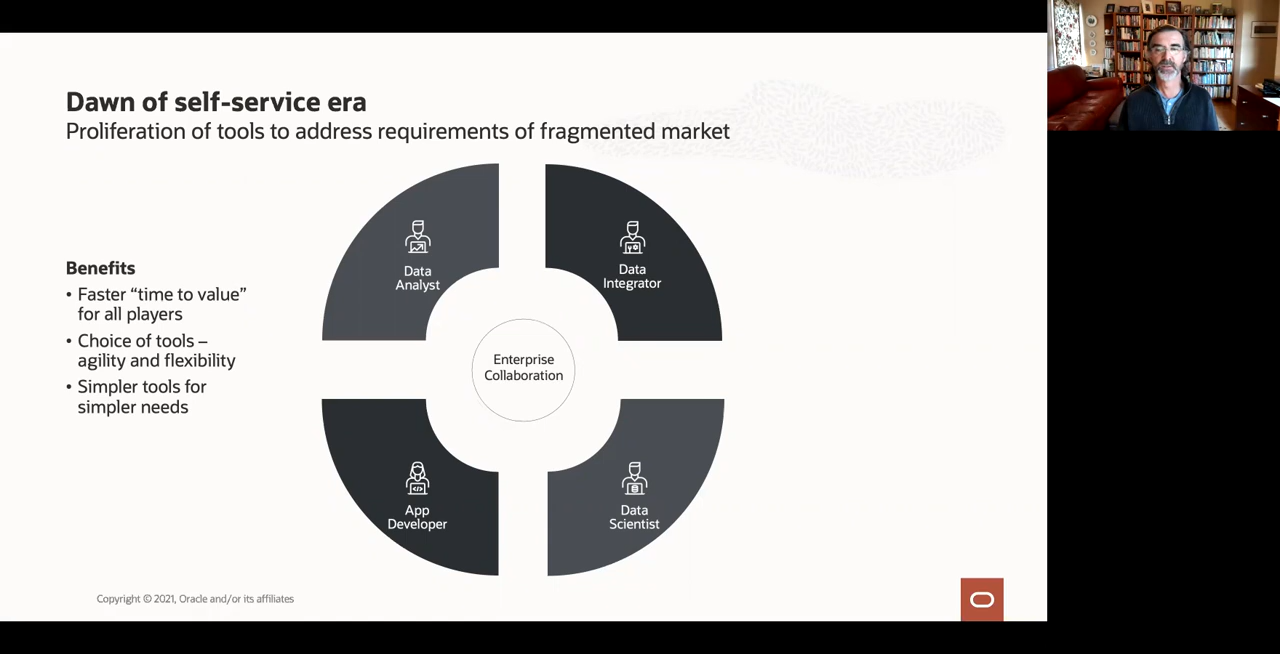 Dawn of self-service era
Proliferation of tools to address requirements of fragmented market
Benefits
• Faster “time to value”
for all players
• Choice of tools –
agility and flexibility
• Simpler tools for
simpler needs
Data
Analyst
Data
Integrator
Enterprise
Collaboration
App
Developer
Data
Scientist
Copyright © 2021, Oracle and/or its affiliates